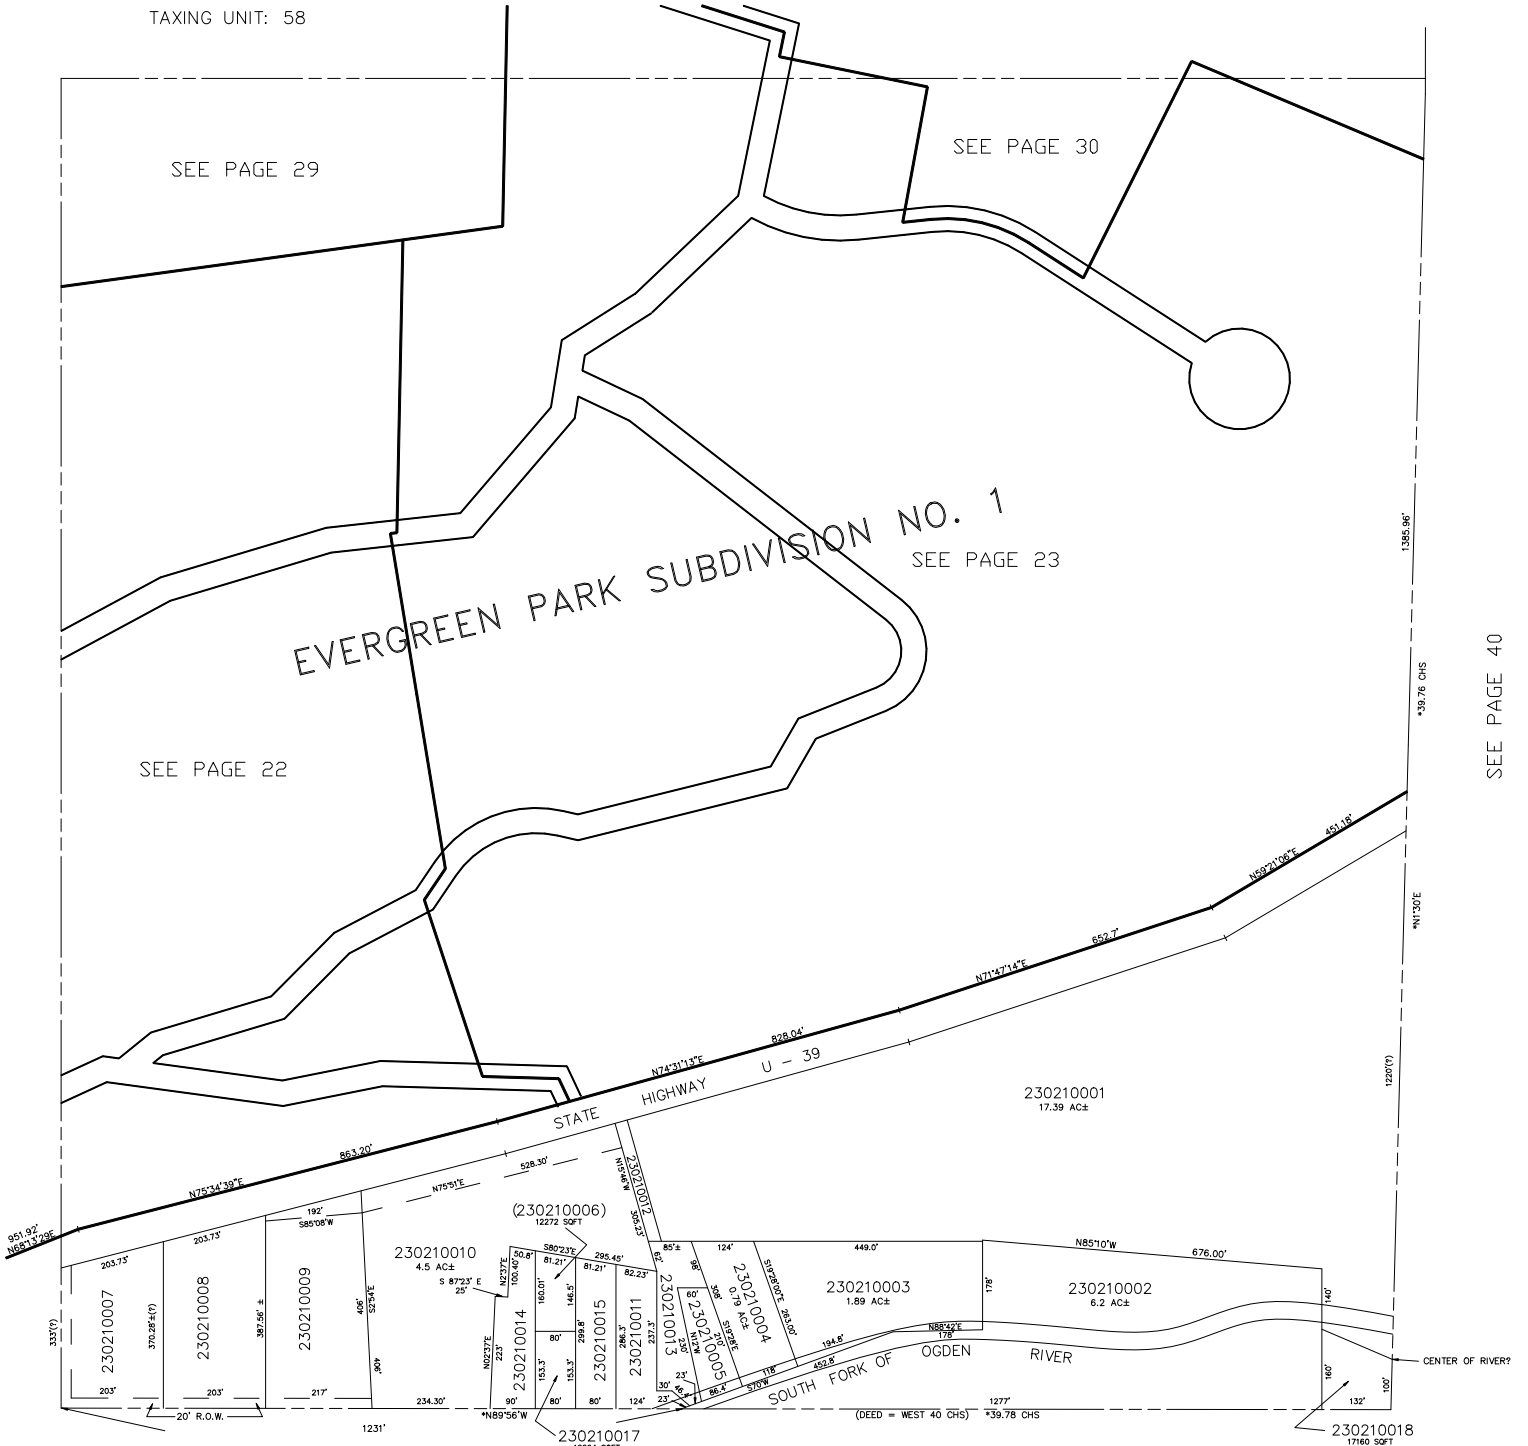 TAXING UNIT: 58
SEE PAGE 29
SEE PAGE 30
EVERGREEN PARK SUBDIVISION NO. 1
SEE PAGE 23
SEE PAGE 22
SEE PAGE 40
1385.96'
*39.76 CHS
*N1°30'E
1220'(?)
451.18'
N59°21'06"E
652.7'
N71°47'14"E
828.04'
N74°31'13"E
STATE HIGHWAY U - 39
863.20'
N75°34'39"E
951.92'
N68°13'29E
528.30'
N75°51'E
230210001
17.39 AC±
N15°46'W
305.23'
230210012
192'
S85°08'W
203.73'
203.73'
(230210006)
12272 SQFT
230210010
4.5 AC±
S 87°23' E
25'
50.8'
S80°23'E
295.45'
81.21'
81.21'
82.23'
N2°37'E
100.40'
62'
85'±
124'
449.0'
N85°10'W
676.00'
230210003
1.89 AC±
230210002
6.2 AC±
178'
140'
333'(?)
230210007
370.28'±(?)
230210008
387.56' ±
230210009
406'
S2°54'E
406'
N02°37'E
223'
230210014
160.01'
146.5'
80'
153.3'
153.3'
299.8'
230210015
286.3'
230210011
237.3'
230210013
98'
308'
60'
230'
N12°W
230210005
210'
S19°28'E
230210004
0.79 AC±
S19°28'00"E
263.00'
194.8'
N88°42'E
178'
118'
452.8'
S70°W
86.4'
23'
30'
23'
SOUTH FORK OF OGDEN RIVER
CENTER OF RIVER?
160'
100'
203'
203'
217'
234.30'
90'
80'
80'
124'
1277'
132'
20' R.O.W.
1231'
*N89°56'W
(DEED = WEST 40 CHS) *39.78 CHS
230210017
230210018
17160 SQFT